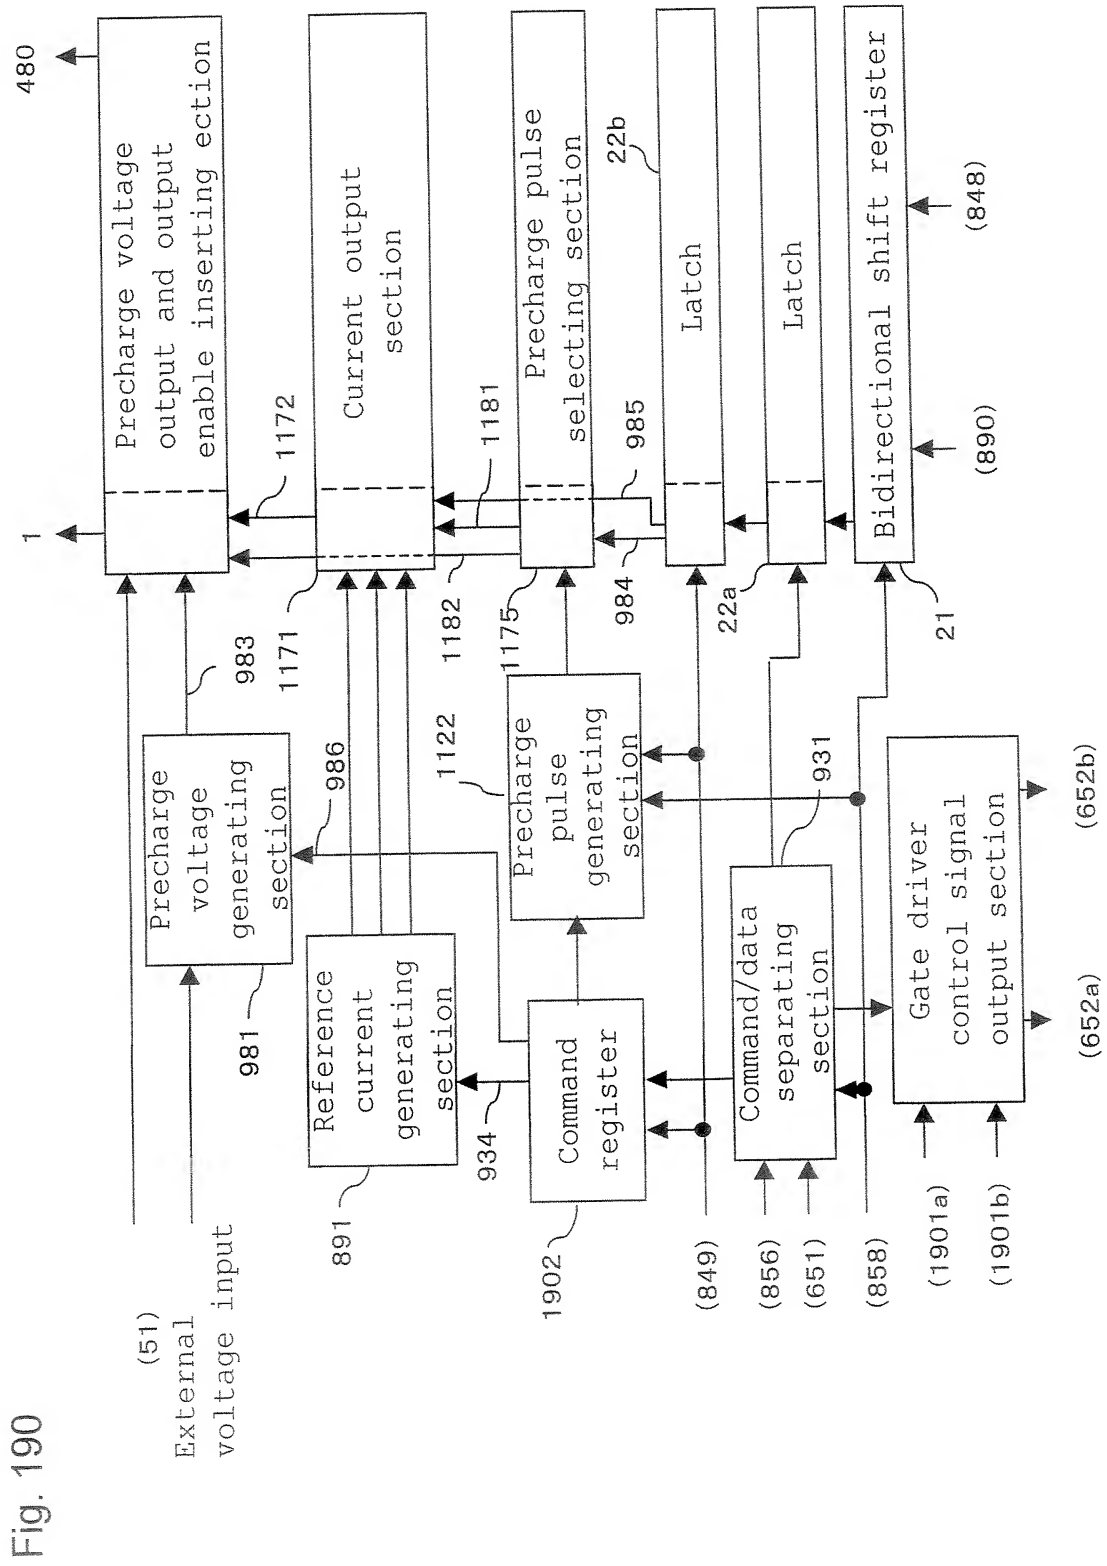 Fig. 190
(51)
External
voltage input
1
480
Precharge voltage
output and output
enable inserting ection
Precharge
voltage
generating
section
981
983
986
1172
1171
Current output
section
Reference
current
generating
section
891
934
1182
1181
1175
Precharge pulse
selecting section
1122
Precharge
pulse
generating
section
Command
register
1902
984
985
22b
Latch
(849)
22a
Latch
931
Command/data
separating
section
(856)
(651)
(858)
21
Bidirectional shift register
(890)
(848)
Gate driver
control signal
output section
(1901a)
(1901b)
(652a)
(652b)